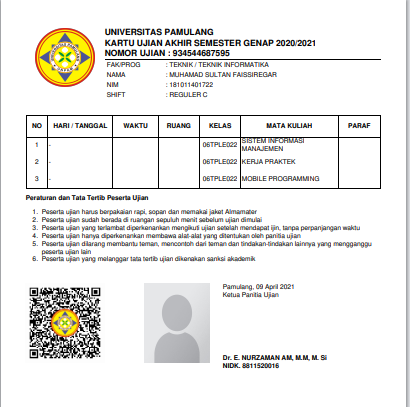 UNIVERSITAS PAMULANG
KARTU UJIAN AKHIR SEMESTER GENAP 2020/2021
NOMOR UJIAN : 934544687595
FAK/PROG : TEKNIK / TEKNIK INFORMATIKA
NAMA : MUHAMAD SULTAN FAISSIREGAR
NIM : 181011401722
SHIFT : REGULER C
NO HARI / TANGGAL WAKTU RUANG KELAS MATA KULIAH PARAF
1 - 06TPLE022 SISTEM INFORMASI
MANAJEMEN
2 - 06TPLE022 KERJA PRAKTEK
3 - 06TPLE022 MOBILE PROGRAMMING
Peraturan dan Tata Tertib Peserta Ujian
1. Peserta ujian harus berpakaian rapi, sopan dan memakai jaket Almamater
2. Peserta ujian sudah berada di ruangan sepuluh menit sebelum ujian dimulai
3. Peserta ujian yang terlambat diperkenankan mengikuti ujian setelah mendapat ijin, tanpa perpanjangan waktu
4. Peserta ujian hanya diperkenankan membawa alat-alat yang ditentukan oleh panitia ujian
5. Peserta ujian dilarang membantu teman, mencontoh dari teman dan tindakan-tindakan lainnya yang mengganggu
peserta ujian lain
6. Peserta ujian yang melanggar tata tertib ujian dikenakan sanksi akademik
Pamulang, 09 April 2021
Ketua Panitia Ujian
Dr. E. NURZAMAN AM, M.M, M. Si
NIDK. 8811520016